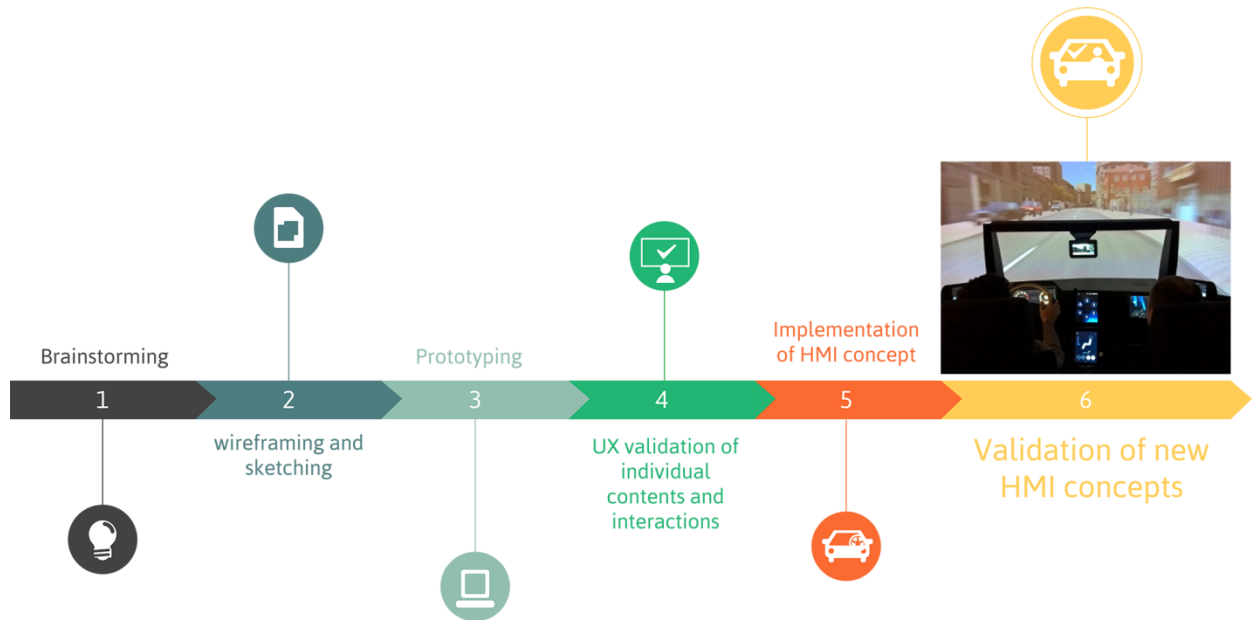 Brainstorming
1
2
wireframing and
sketching
Prototyping
3
4
UX validation of
individual
contents and
interactions
Implementation
of HMI concept
5
6
Validation of new
HMI concepts